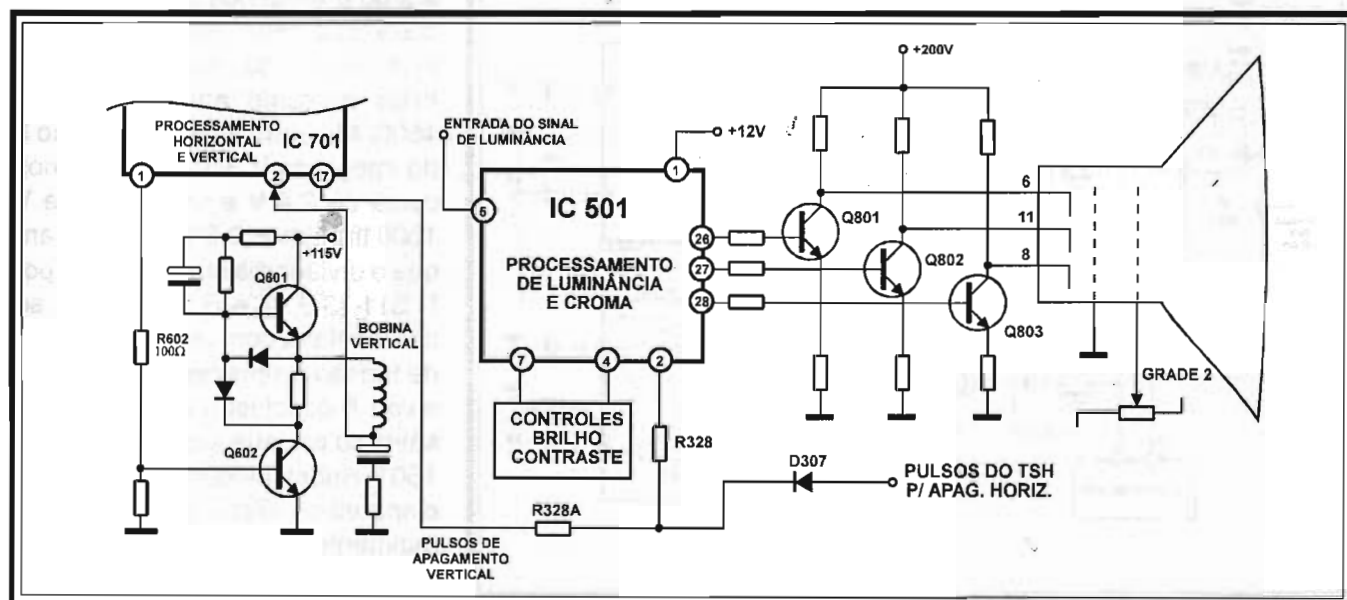 +200V
PROCESSAMENTO
HORIZONTAL
E VERTICAL
IC 701
1
2
17
ENTRADA DO SINAL
DE LUMINÂNCIA
+12V
1
6
IC 501
PROCESSAMENTO
DE LUMINÂNCIA
E CROMA
26
27
28
7
4
2
Q801
Q802
Q803
6
11
8
+115V
Q601
R602
100Ω
BOBINA
VERTICAL
Q602
CONTROLES
BRILHO
CONTRASTE
R328
GRADE 2
D307
PULSOS DO TSH
P/ APAG. HORIZ.
R328A
PULSOS DE
APAGAMENTO
VERTICAL